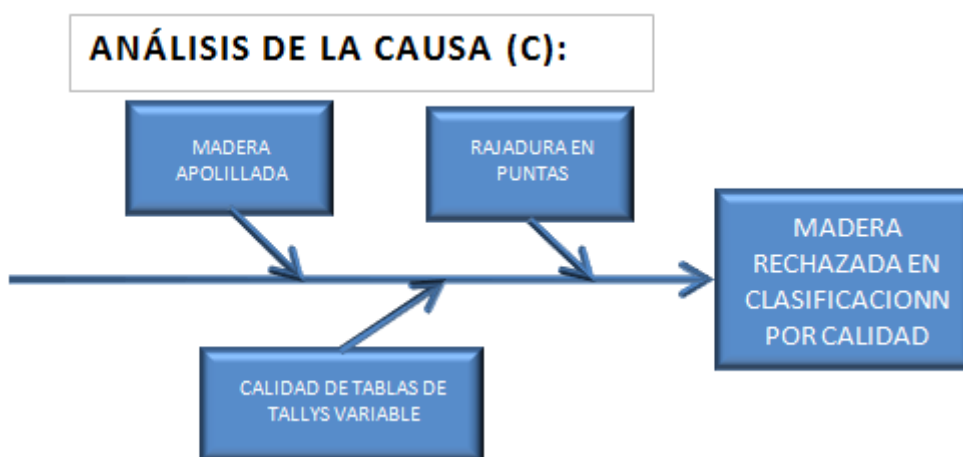 ANÁLISIS DE LA CAUSA (C):
MADERA
APOLILLADA
RAJADURA EN
PUNTAS
MADERA
RECHAZADA EN
CLASIFICACIONN
POR CALIDAD
CALIDAD DE TABLAS DE
TALLYS VARIABLE